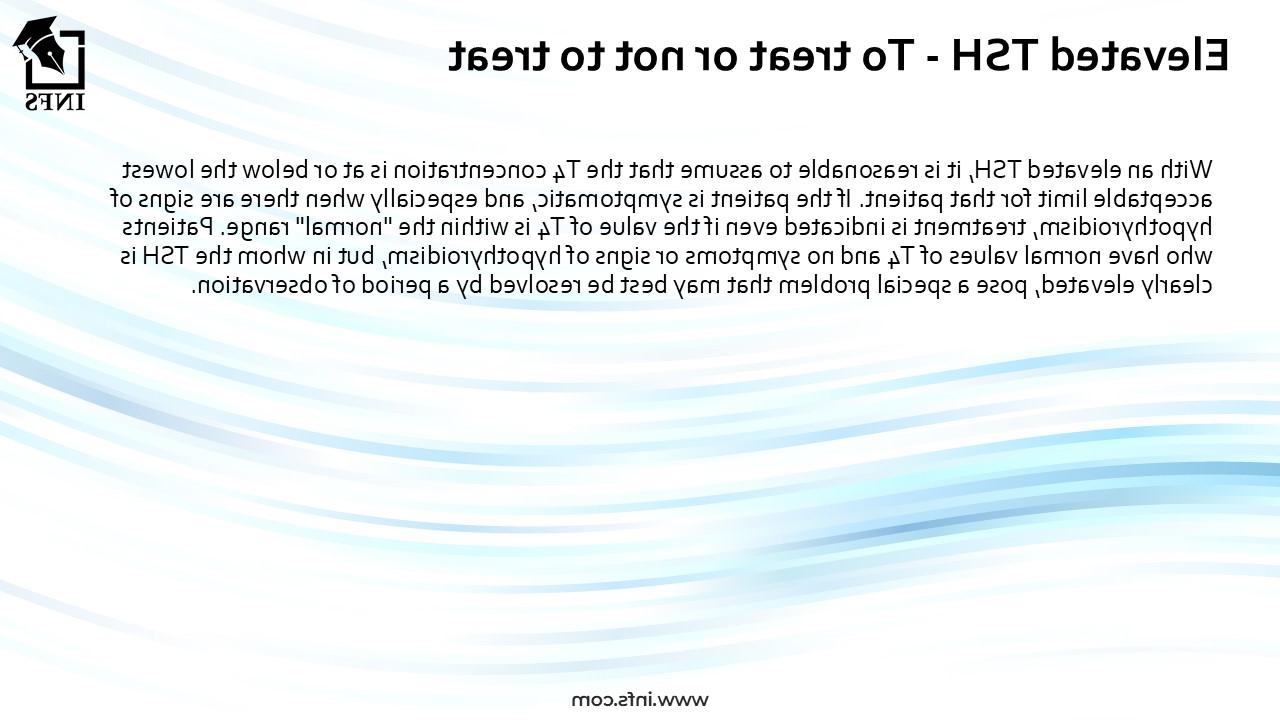 Elevated TSH - To treat or not to treat
INFS
With an elevated TSH, it is reasonable to assume that the T4 concentration is at or below the lowest
acceptable limit for that patient. If the patient is symptomatic, and especially when there are signs of
hypothyroidism, treatment is indicated even if the value of T4 is within the "normal" range. Patients
who have normal values of T4 and no symptoms or signs of hypothyroidism, but in whom the TSH is
clearly elevated, pose a special problem that may best be resolved by a period of observation.
www.infs.com